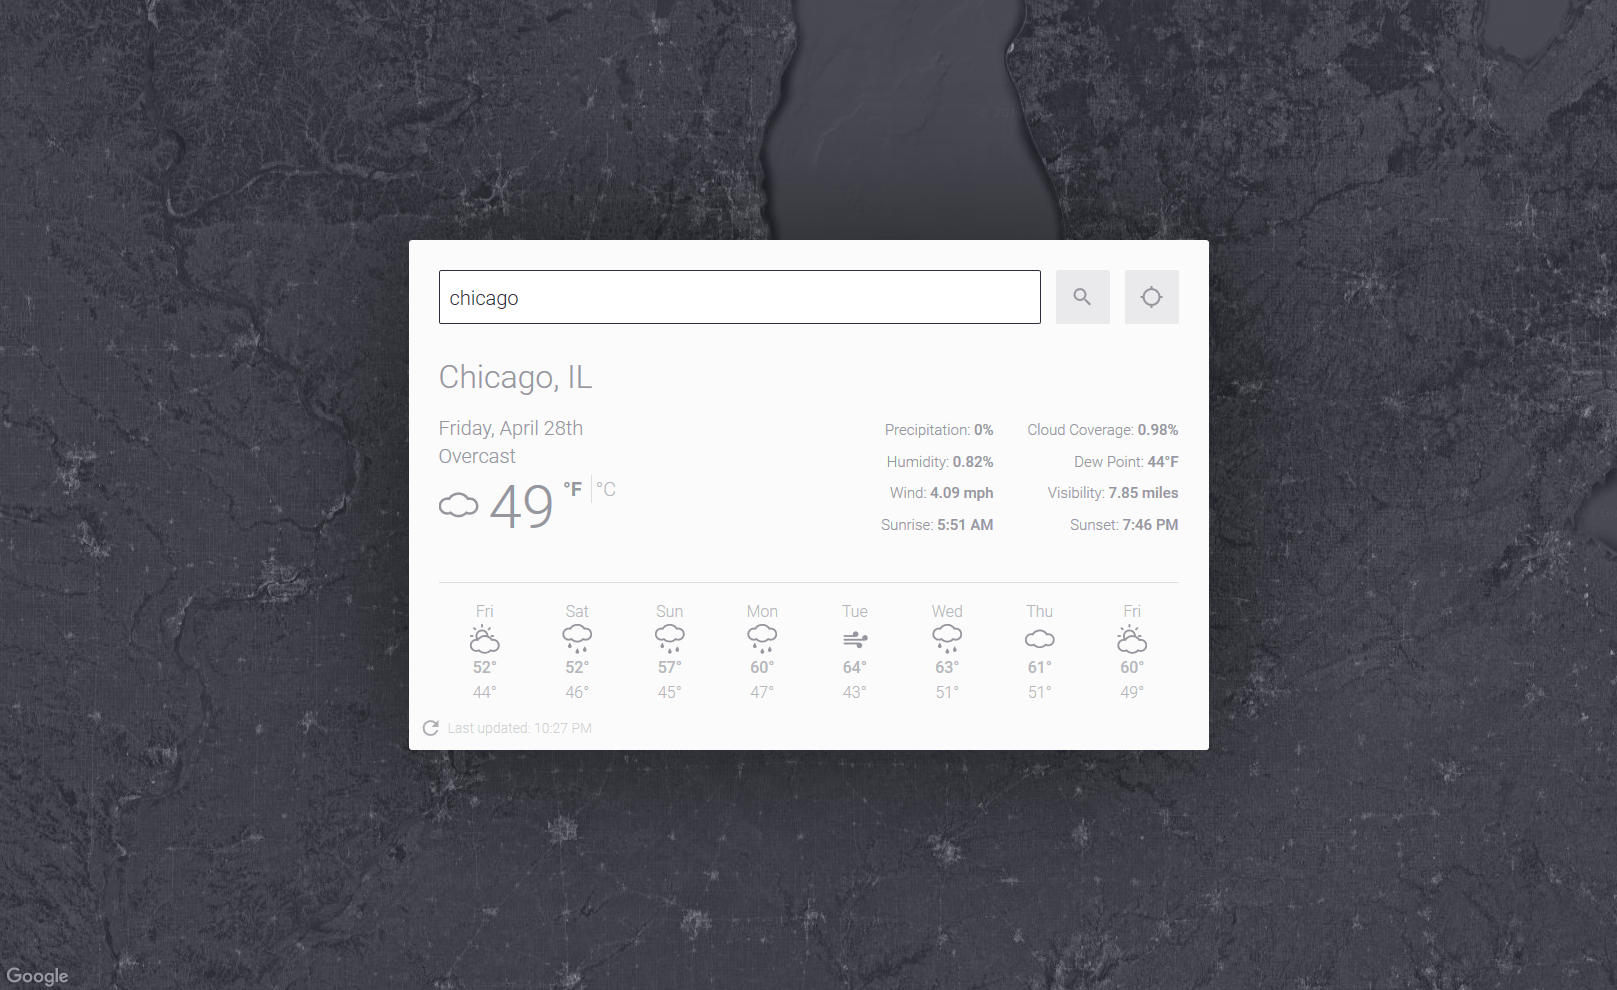 chicago
Chicago, IL
Friday, April 28th
Overcast
49 °F °C
Precipitation: 0% Cloud Coverage: 0.98%
Humidity: 0.82% Dew Point: 44°F
Wind: 4.09 mph Visibility: 7.85 miles
Sunrise: 5:51 AM Sunset: 7:46 PM
Fri Sat Sun Mon Tue Wed Thu Fri
52° 52° 57° 60° 64° 63° 61° 60°
44° 46° 45° 47° 43° 51° 51° 49°
Last updated: 10:27 PM
Google